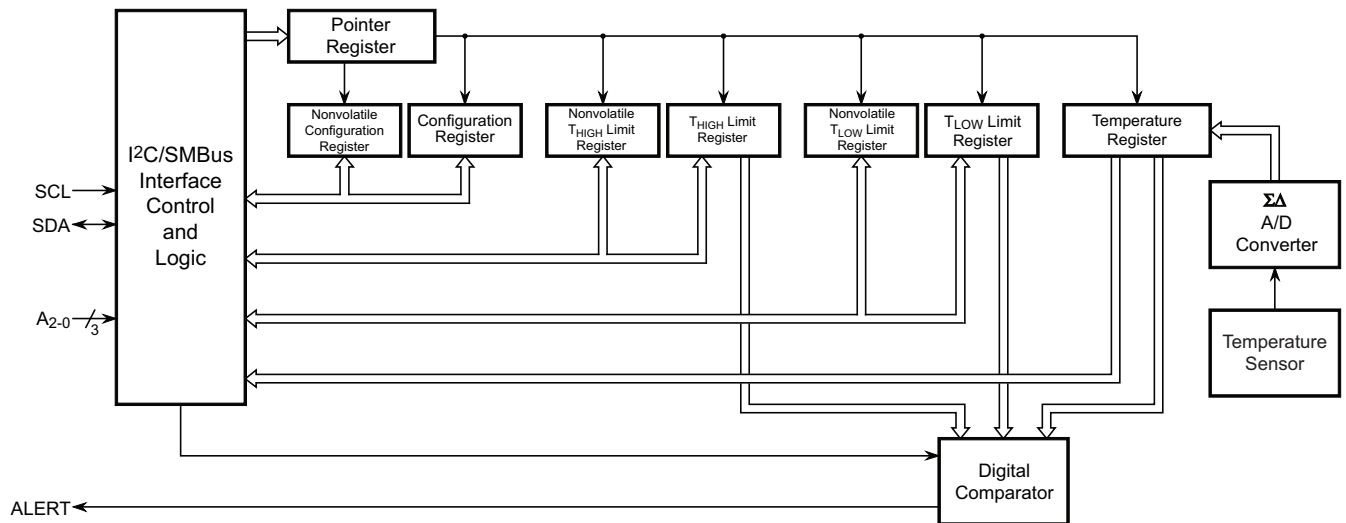 Pointer
Register
Nonvolatile
Configuration
Register
Configuration
Register
Nonvolatile
THIGH Limit
Register
THIGH Limit
Register
Nonvolatile
TLOW Limit
Register
TLOW Limit
Register
Temperature
Register
I2C/SMBus
Interface
Control
and
Logic
SCL
SDA
A2-0
3
ΣΔ
A/D
Converter
Temperature
Sensor
Digital
Comparator
ALERT